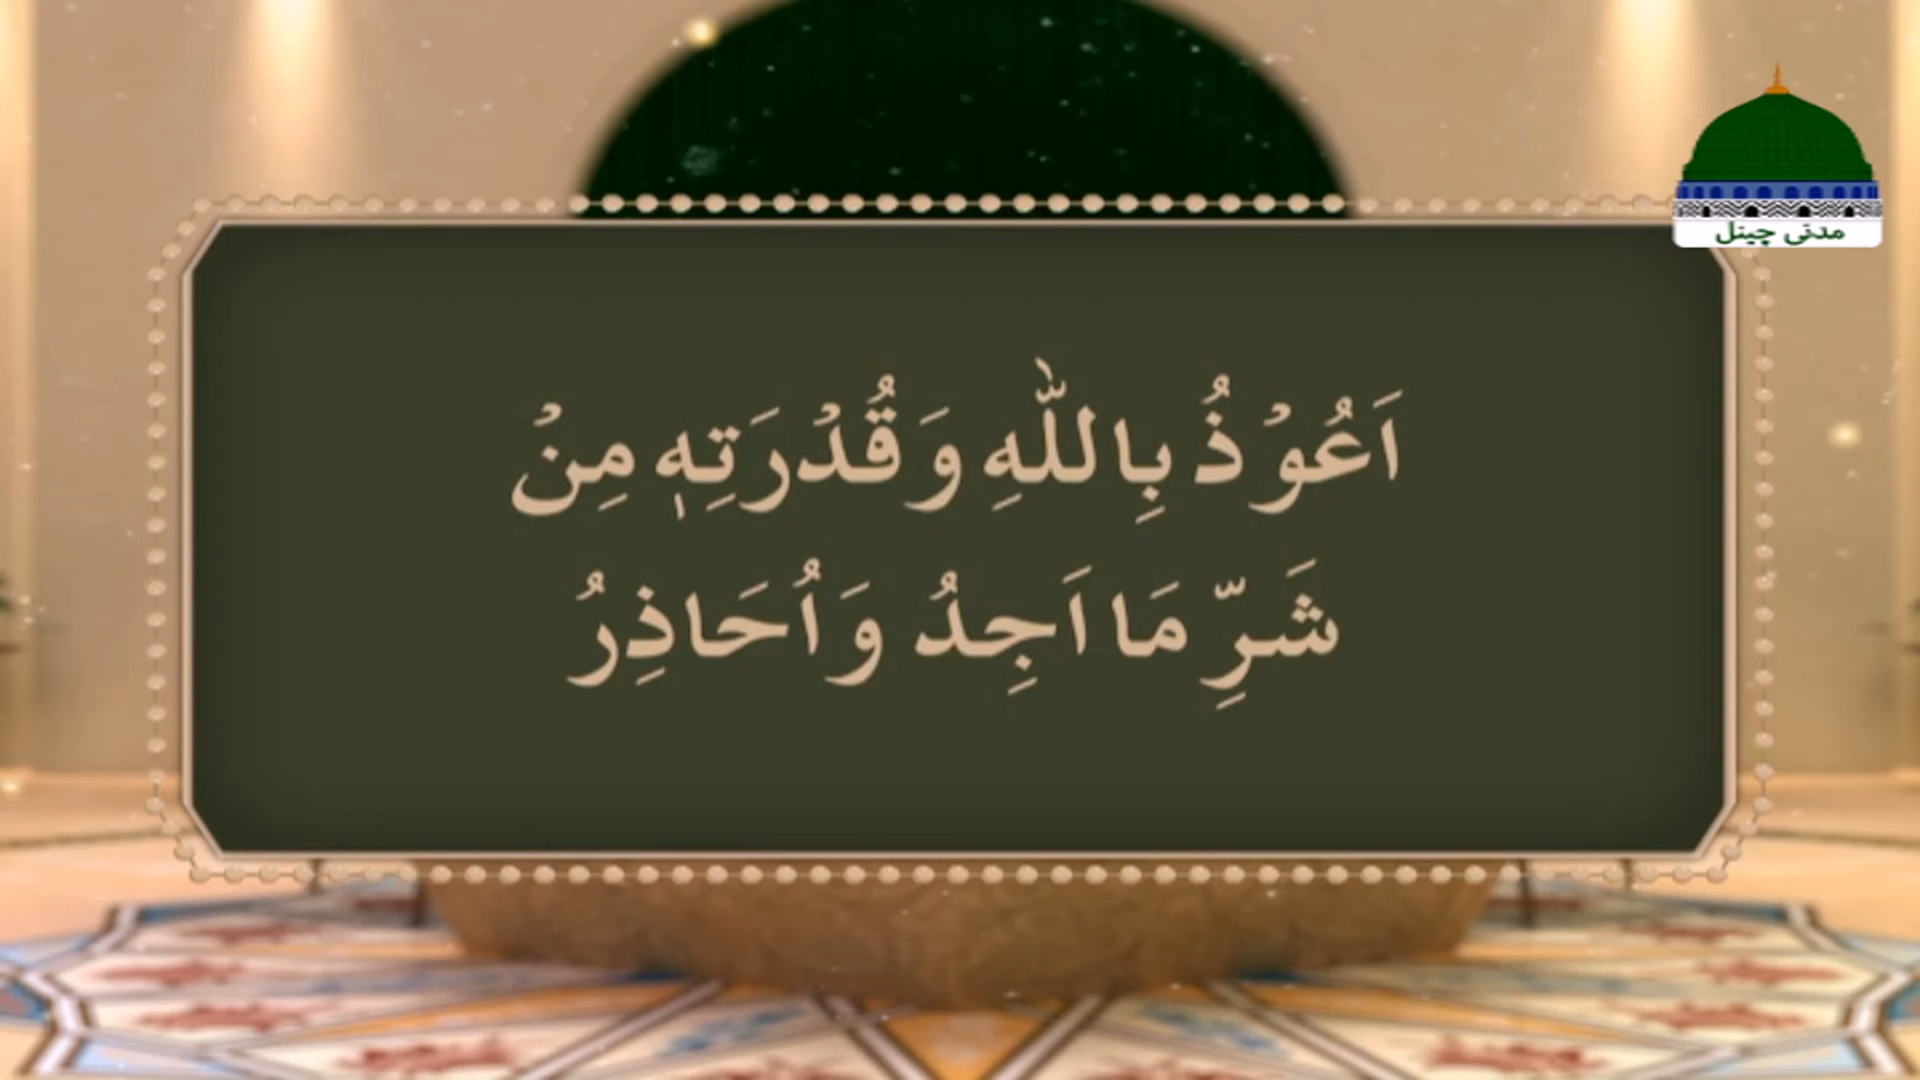 مدنی چینل
اَعُوۡذُ بِاللّٰهِ وَ قُدۡرَتِهٖ مِنۡ
شَرِّ مَا اَجِدُ وَ اُحَاذِرُ